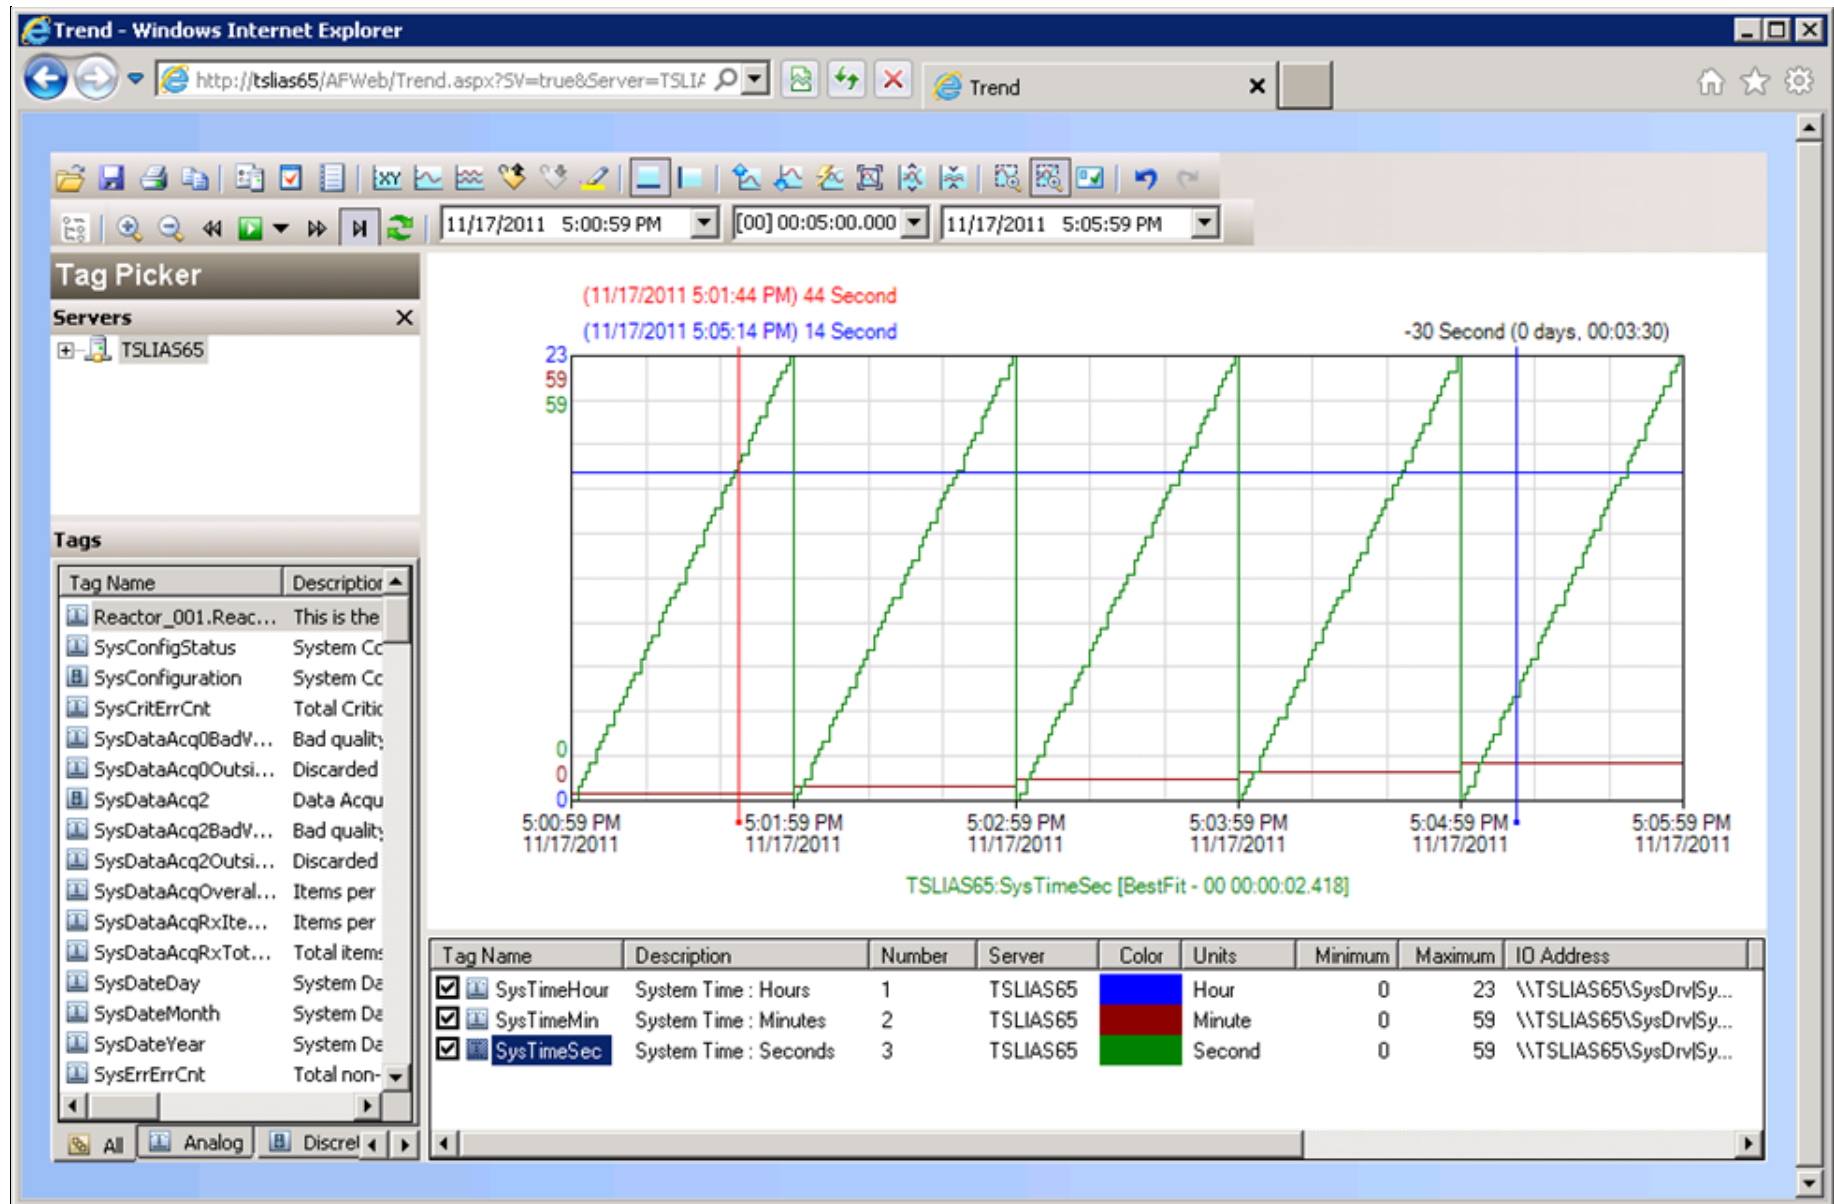 Trend - Windows Internet Explorer
http://tslias65/AFWeb/Trend.aspx?SV=true&Server=TSLIA
Trend
XY
11/17/2011 5:00:59 PM
[00] 00:05:00.000
11/17/2011 5:05:59 PM
Tag Picker
Servers
TSLIAS65
Tags
Tag Name Description
Reactor_001.Reac... This is the
SysConfigStatus System Cc
SysConfiguration System Cc
SysCritErrCnt Total Critic
SysDataAcq0BadV... Bad quality
SysDataAcq0Outsi... Discarded
SysDataAcq2 Data Acqu
SysDataAcq2BadV... Bad quality
SysDataAcq2Outsi... Discarded
SysDataAcqOveral... Items per
SysDataAcqRxIte... Items per
SysDataAcqRxTot... Total items
SysDateDay System Da
SysDateMonth System Da
SysDateYear System Da
SysErrErrCnt Total non-
All Analog Discret
(11/17/2011 5:01:44 PM) 44 Second
(11/17/2011 5:05:14 PM) 14 Second
-30 Second (0 days, 00:03:30)
23
59
59
0
0
0
5:00:59 PM 5:01:59 PM 5:02:59 PM 5:03:59 PM 5:04:59 PM 5:05:59 PM
11/17/2011 11/17/2011 11/17/2011 11/17/2011 11/17/2011 11/17/2011
TSLIAS65:SysTimeSec [BestFit - 00 00:00:02.418]
Tag Name Description Number Server Color Units Minimum Maximum IO Address
SysTimeHour System Time : Hours 1 TSLIAS65 Hour 0 23 \\TSLIAS65\SysDrv|Sy...
SysTimeMin System Time : Minutes 2 TSLIAS65 Minute 0 59 \\TSLIAS65\SysDrv|Sy...
SysTimeSec System Time : Seconds 3 TSLIAS65 Second 0 59 \\TSLIAS65\SysDrv|Sy...